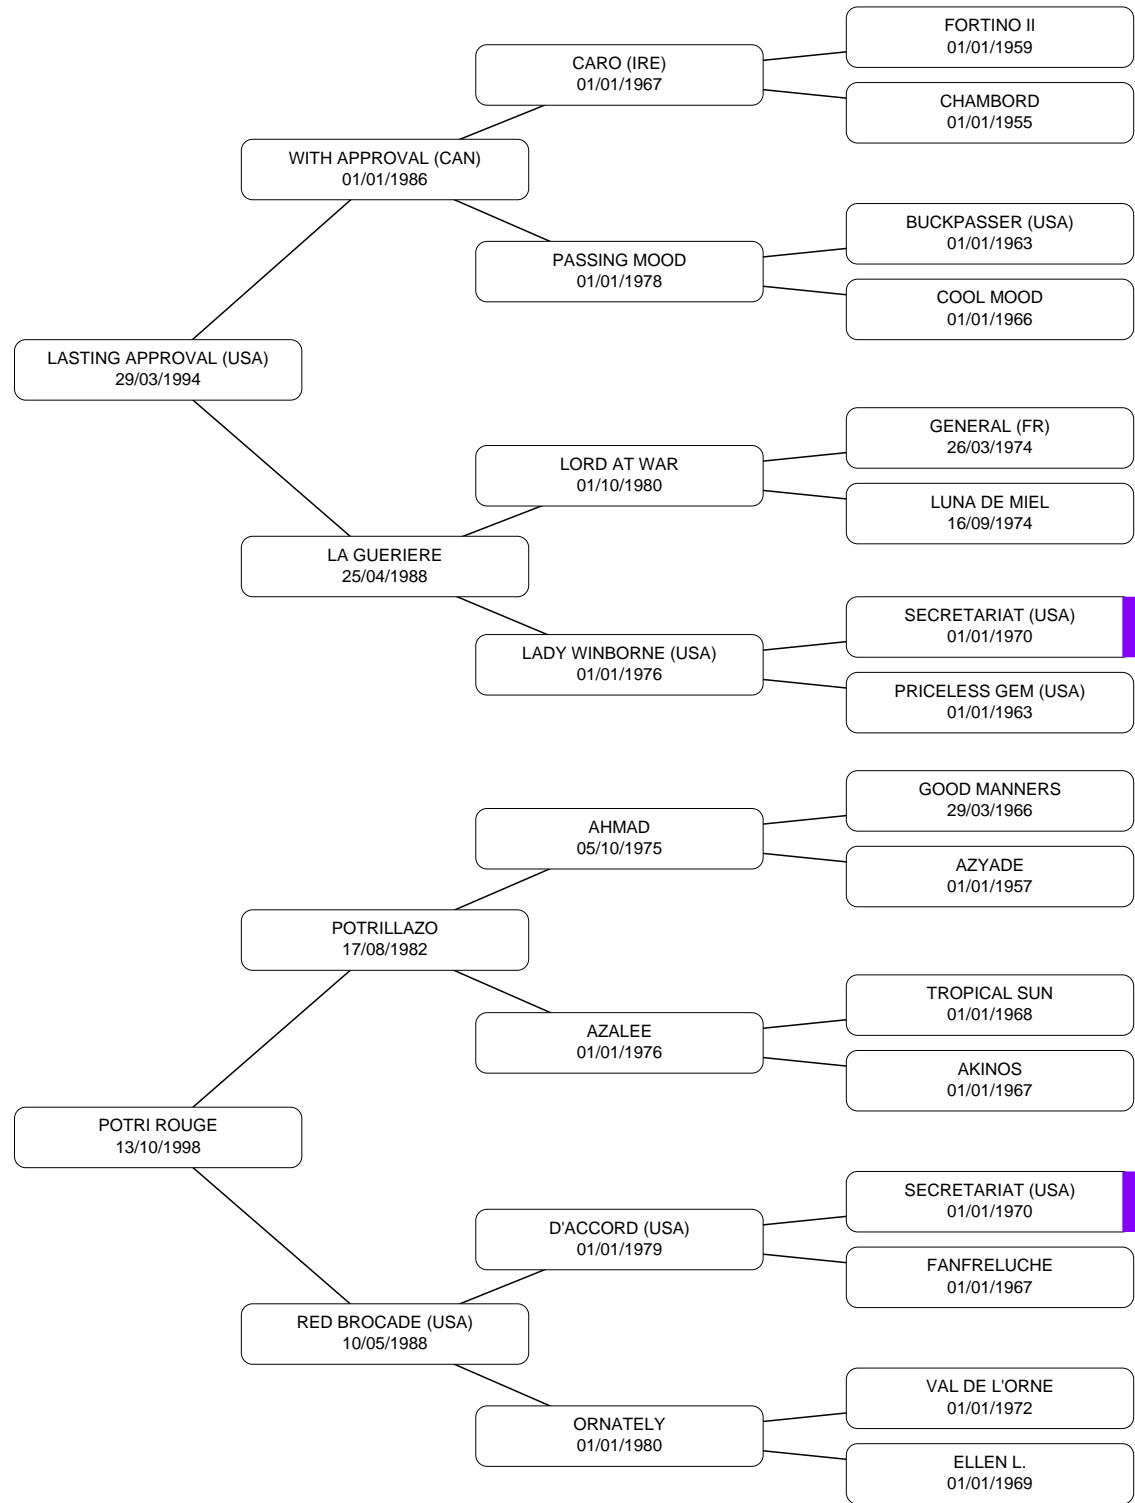 FORTINO II
01/01/1959
CARO (IRE)
01/01/1967
CHAMBORD
01/01/1955
WITH APPROVAL (CAN)
01/01/1986
BUCKPASSER (USA)
01/01/1963
PASSING MOOD
01/01/1978
COOL MOOD
01/01/1966
LASTING APPROVAL (USA)
29/03/1994
GENERAL (FR)
26/03/1974
LORD AT WAR
01/10/1980
LUNA DE MIEL
16/09/1974
LA GUERIERE
25/04/1988
SECRETARIAT (USA)
01/01/1970
LADY WINBORNE (USA)
01/01/1976
PRICELESS GEM (USA)
01/01/1963
GOOD MANNERS
29/03/1966
AHMAD
05/10/1975
AZYADE
01/01/1957
POTRILLAZO
17/08/1982
TROPICAL SUN
01/01/1968
AZALEE
01/01/1976
AKINOS
01/01/1967
POTRI ROUGE
13/10/1998
SECRETARIAT (USA)
01/01/1970
D'ACCORD (USA)
01/01/1979
FANFRELUCHE
01/01/1967
RED BROCADE (USA)
10/05/1988
VAL DE L'ORNE
01/01/1972
ORNATELY
01/01/1980
ELLEN L.
01/01/1969